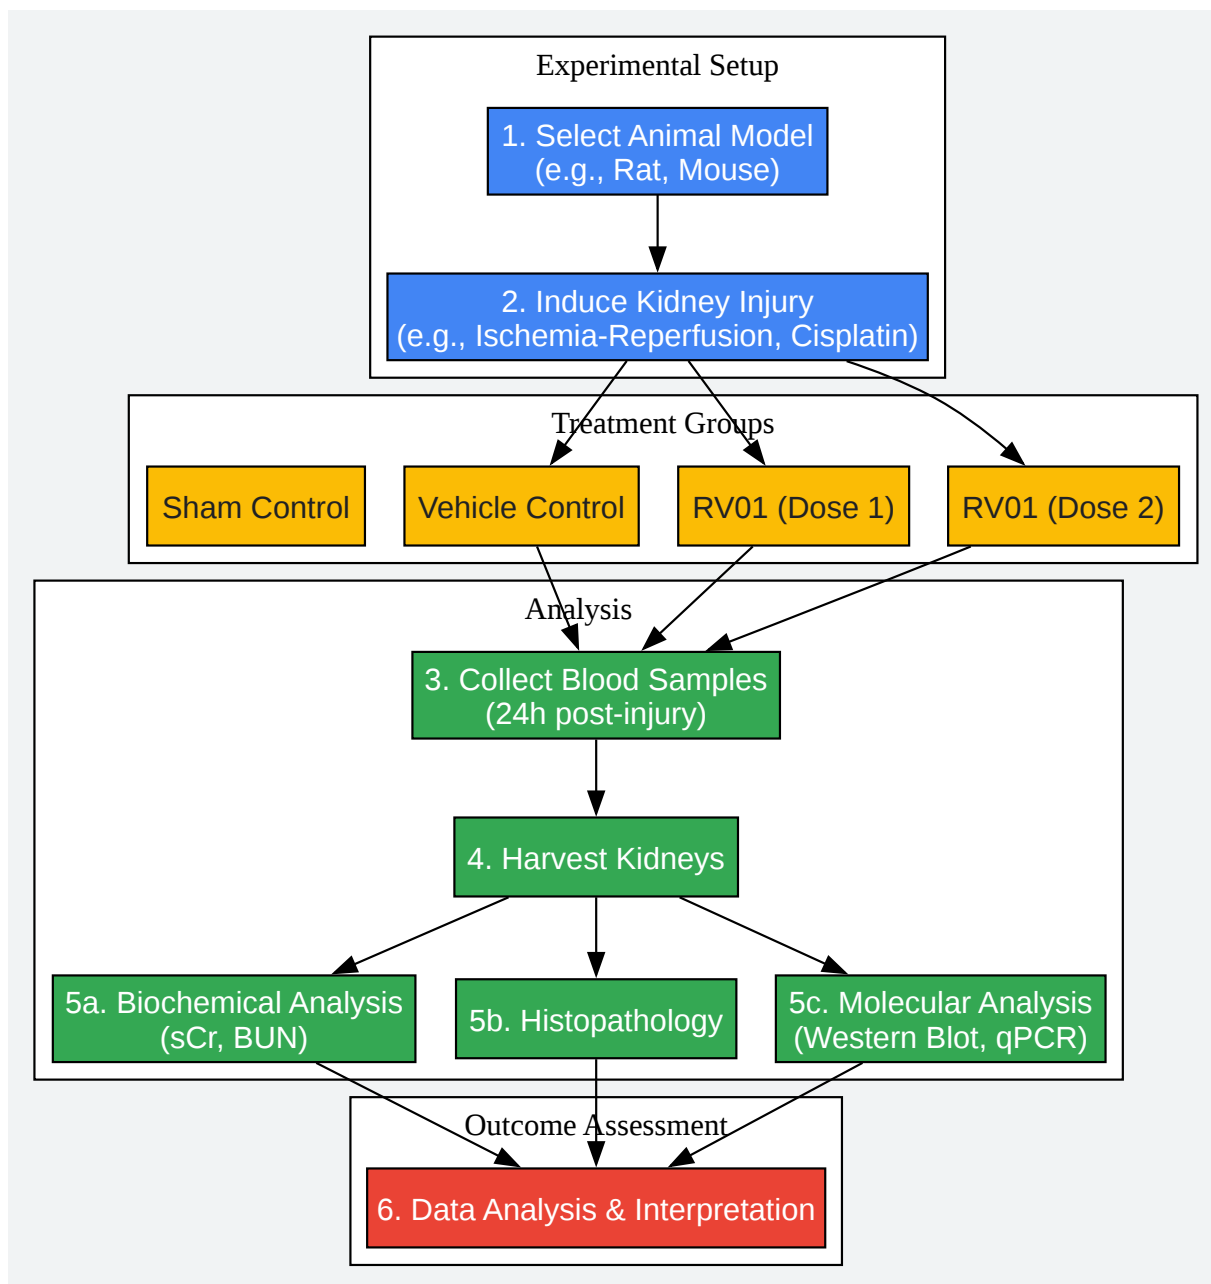 Experimental Setup
1. Select Animal Model
(e.g., Rat, Mouse)
2. Induce Kidney Injury
(e.g., Ischemia-Reperfusion, Cisplatin)
Treatment Groups
Sham Control
Vehicle Control
RV01 (Dose 1)
RV01 (Dose 2)
Analysis
3. Collect Blood Samples
(24h post-injury)
4. Harvest Kidneys
5a. Biochemical Analysis
(sCr, BUN)
5b. Histopathology
5c. Molecular Analysis
(Western Blot, qPCR)
Outcome Assessment
6. Data Analysis & Interpretation